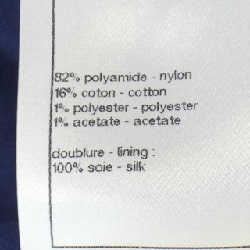 82% polyamide - nylon
16% coton - cotton
1% polyester - polyester
1% acetate - acetate
doublure - lining :
100% soie - silk